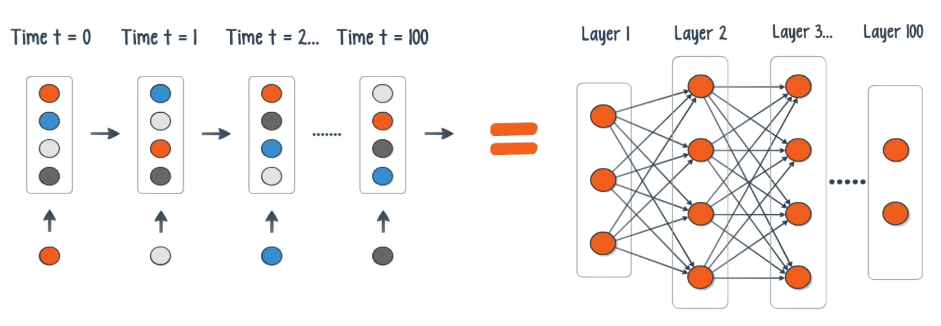 Time t = 0
Time t = 1
Time t = 2...
Time t = 100
Layer 1
Layer 2
Layer 3...
Layer 100